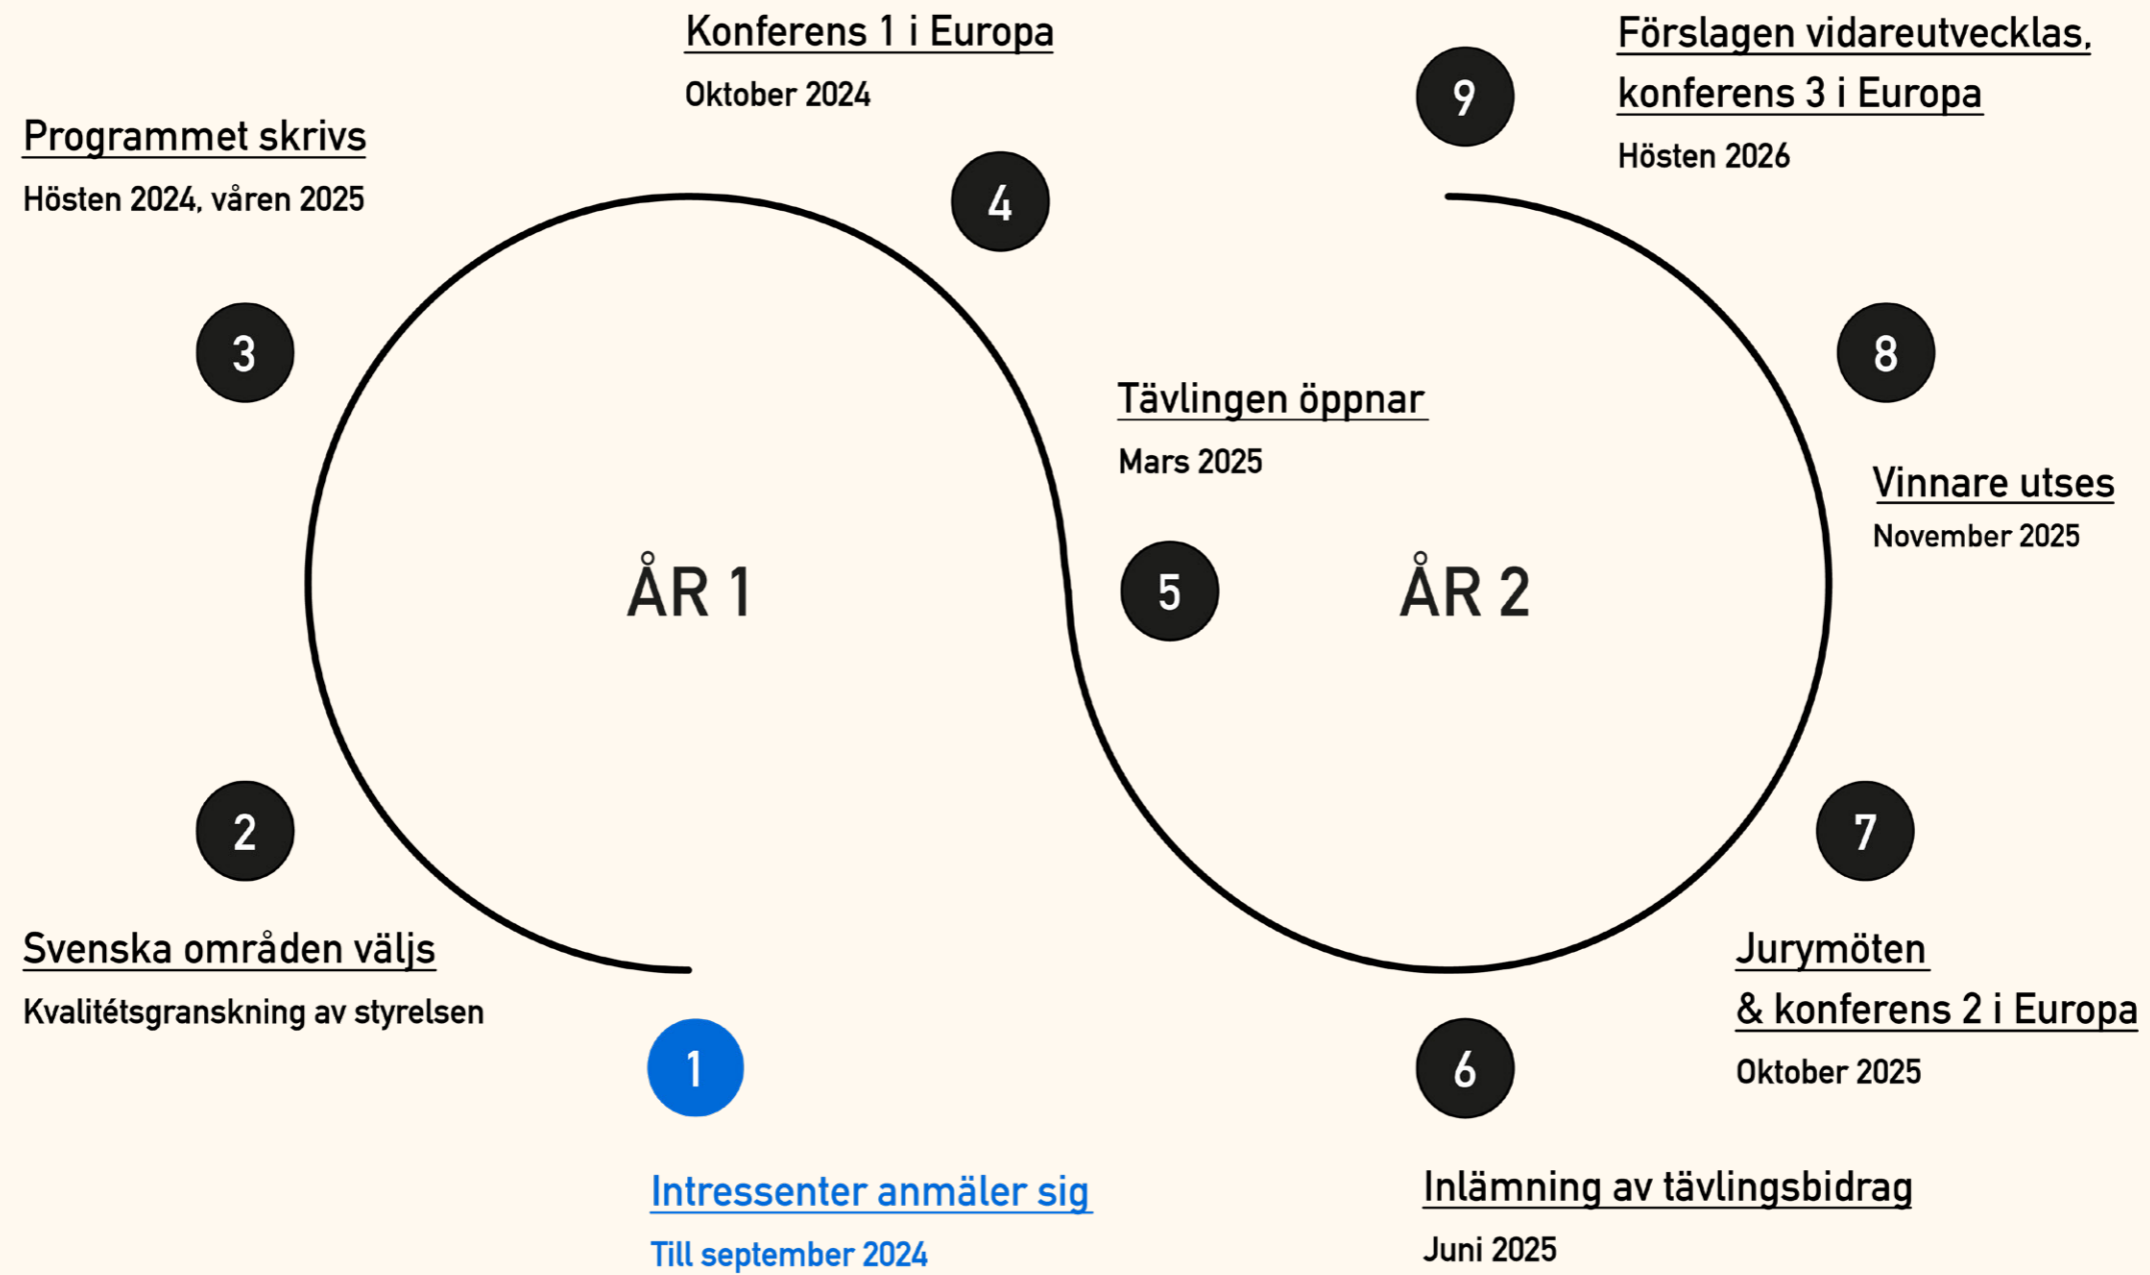 Konferens 1 i Europa
Oktober 2024
9
Förslagen vidareutvecklas,
konferens 3 i Europa
Hösten 2026
Programmet skrivs
Hösten 2024, våren 2025
4
3
8
Tävlingen öppnar
Mars 2025
Vinnare utses
November 2025
ÅR 1
5
ÅR 2
2
7
Svenska områden väljs
Kvalitétsgranskning av styrelsen
Jurymöten
& konferens 2 i Europa
Oktober 2025
1
6
Intressenter anmäler sig
Till september 2024
Inlämning av tävlingsbidrag
Juni 2025